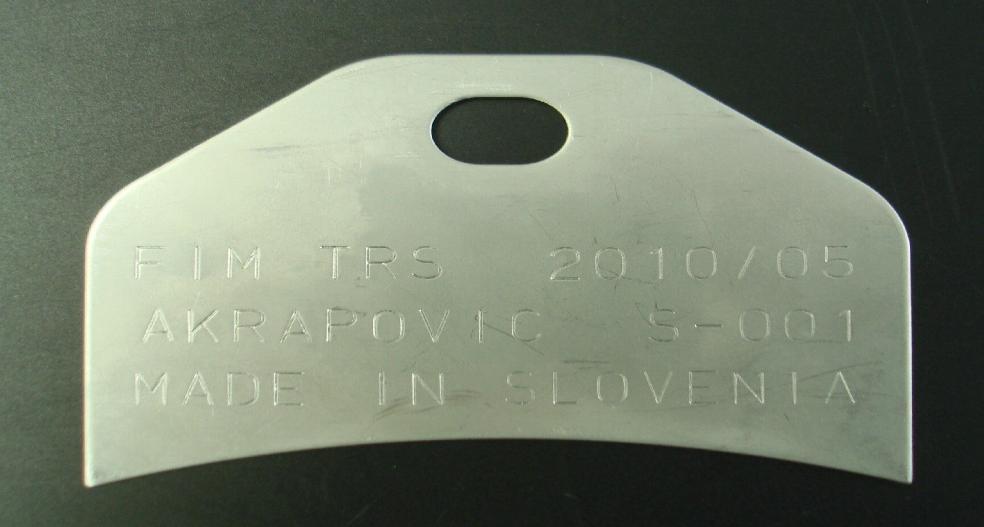 FIM TRS 2010/05
AKRAPOVIC S-001
MADE IN SLOVENIA